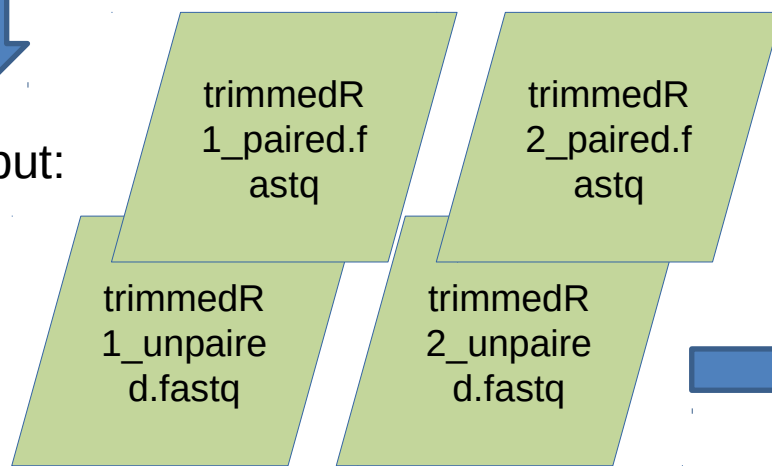 trimmedR
1_paired.f
astq
trimmedR
2_paired.f
astq
put:
trimmedR
1_unpaire
d.fastq
trimmedR
2_unpaire
d.fastq